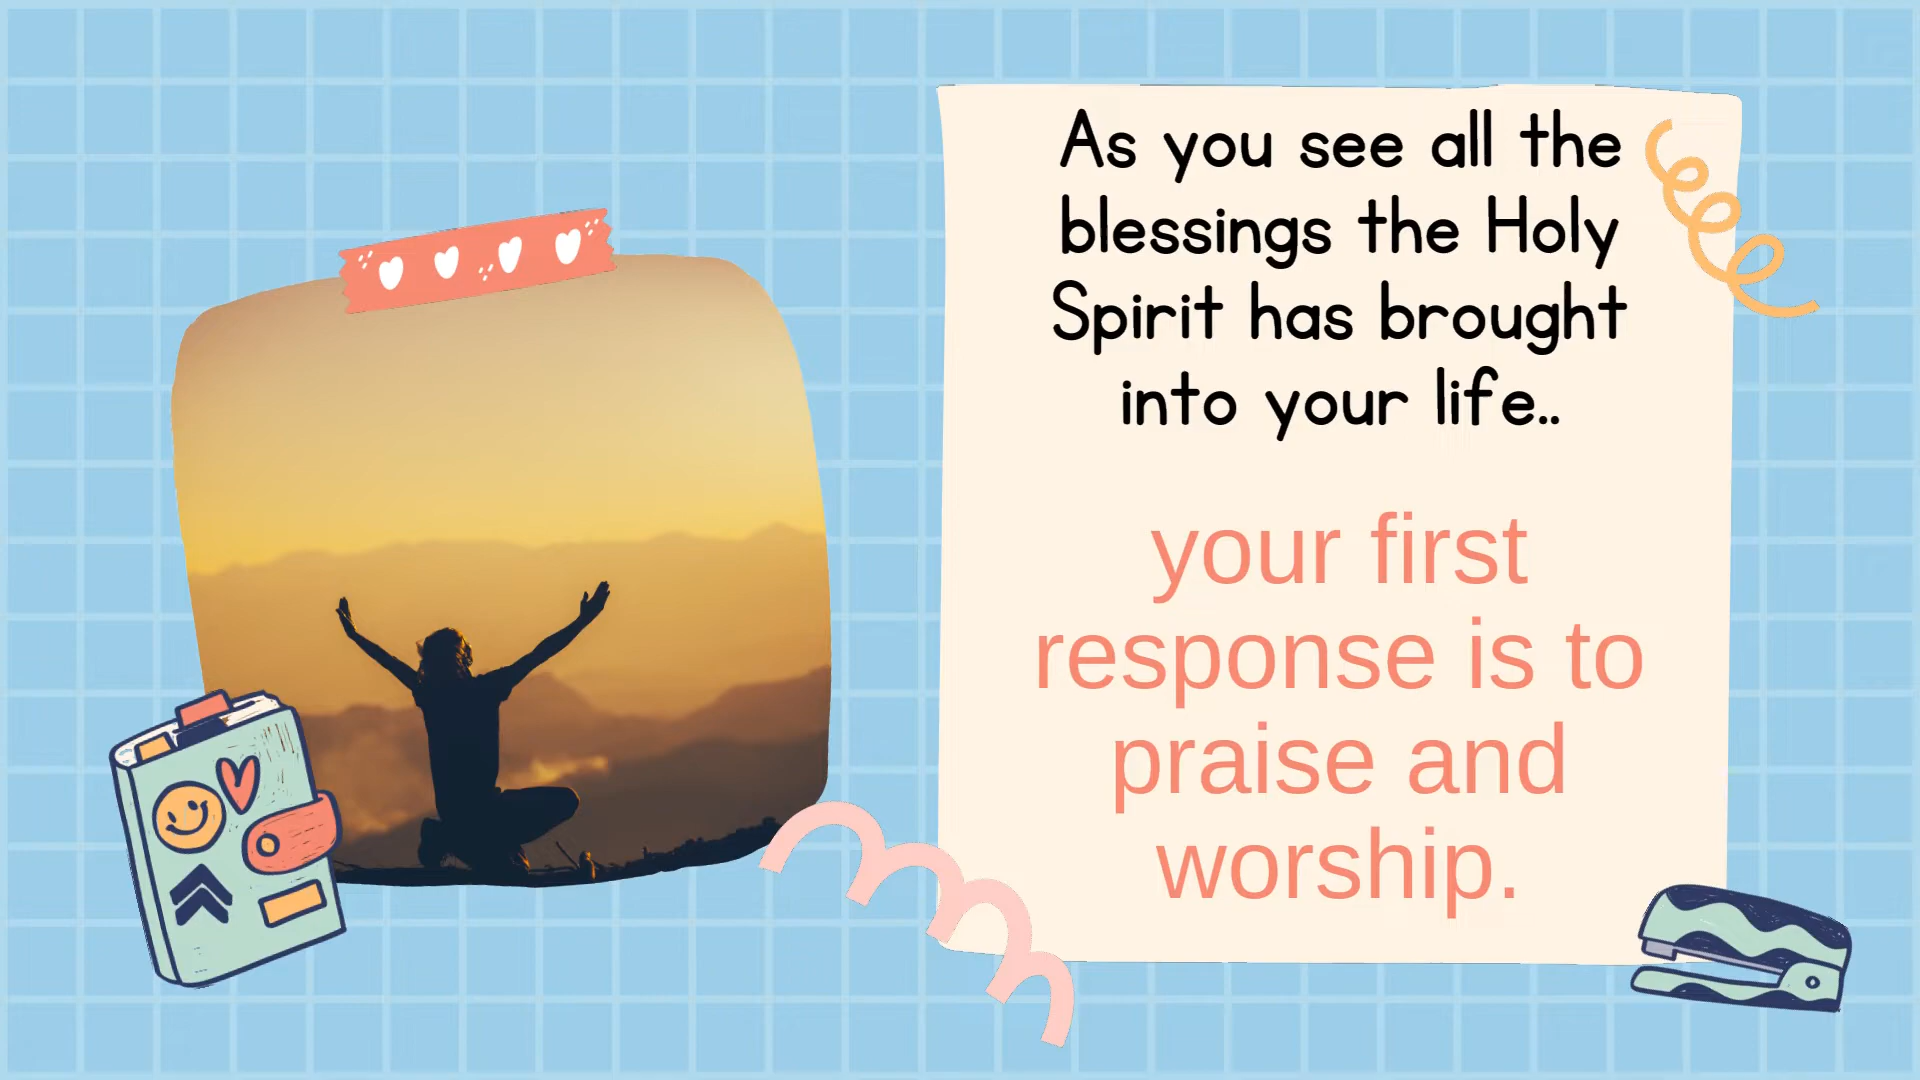 As you see all the
blessings the Holy
Spirit has brought
into your life..
your first
response is to
praise and
worship.